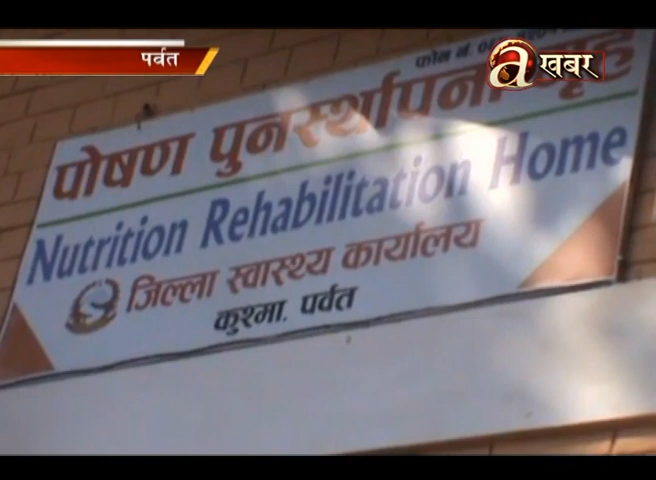 पर्वत
a खबर
फोन नं.
पोषण पुनर्स्थापना गृह
Nutrition Rehabilitation Home
जिल्ला स्वास्थ्य कार्यालय
कुश्मा, पर्वत